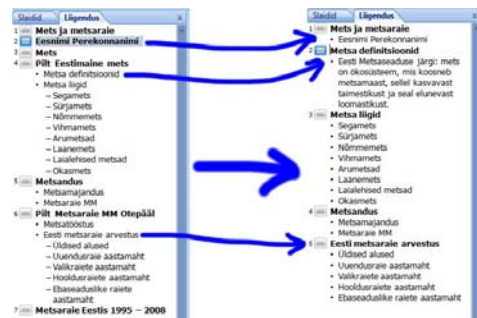 Slaidid Liigendus x
1 Mets ja metsaraie
2 Eesnimi Perekonnanimi
3 Mets
4 Pilt Eestimaine mets
• Metsa definitsioonid
• Metsa liigid
– Segamets
– Sürjamets
– Nõmmemets
– Vihmamets
– Arumetsad
– Laanemets
– Laialehised metsad
– Okasmets
5 Metsandus
• Metsamajandus
• Metsaraie MM
6 Pilt Metsaraie MM Otepääl
• Metsatööstus
• Eesti metsaraie arvestus
– Üldised alused
– Uuendusraie aastamaht
– Valikraiete aastamaht
– Hooldusraiete aastamaht
– Ebaseaduslike raiete
aastamaht
7 Metsaraie Eestis 1995 – 2008
Slaidid Liigendus x
1 Mets ja metsaraie
• Eesnimi Perekonnanimi
2 Metsa definitsioonid
• Eesti Metsaseaduse järgi: mets
on ökosüsteem, mis koosneb
metsamaast, sellel kasvavast
taimestikust ja seal elunevast
loomastikust.
3 Metsa liigid
• Segamets
• Sürjamets
• Nõmmemets
• Vihmamets
• Arumetsad
• Laanemets
• Laialehised metsad
• Okasmets
4 Metsandus
• Metsamajandus
• Metsaraie MM
5 Eesti metsaraie arvestus
• Üldised alused
• Uuendusraie aastamaht
• Valikraiete aastamaht
• Hooldusraiete aastamaht
• Ebaseaduslike raiete aastamaht